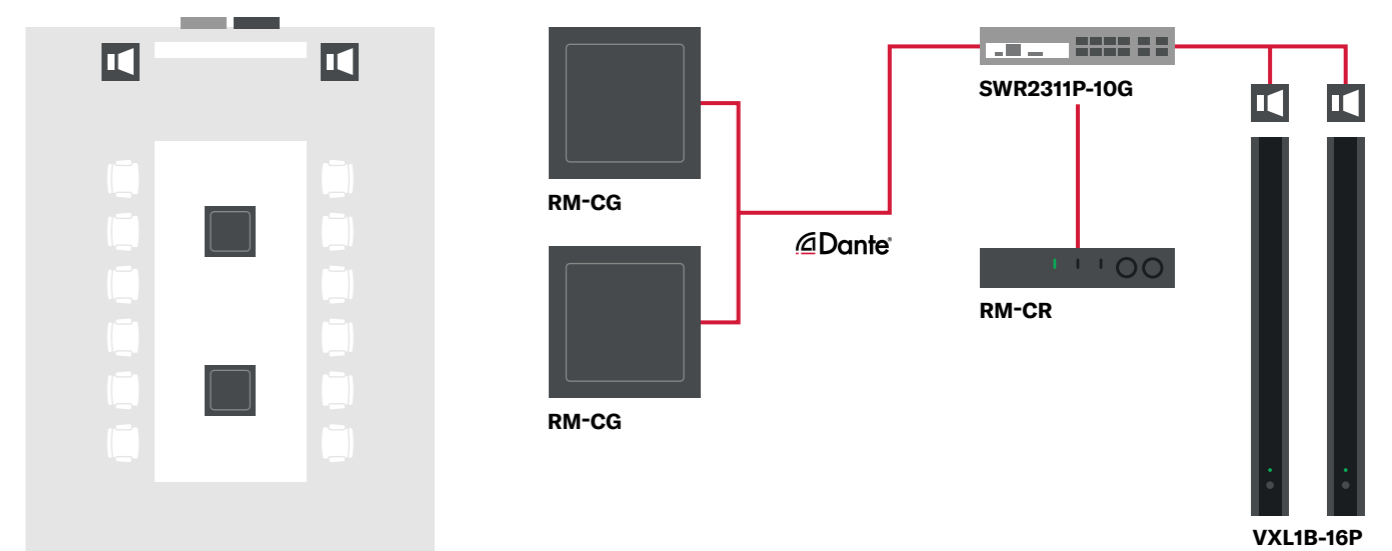 SWR2311P-10G
RM-CG
Dante®
RM-CR
RM-CG
VXL1B-16P